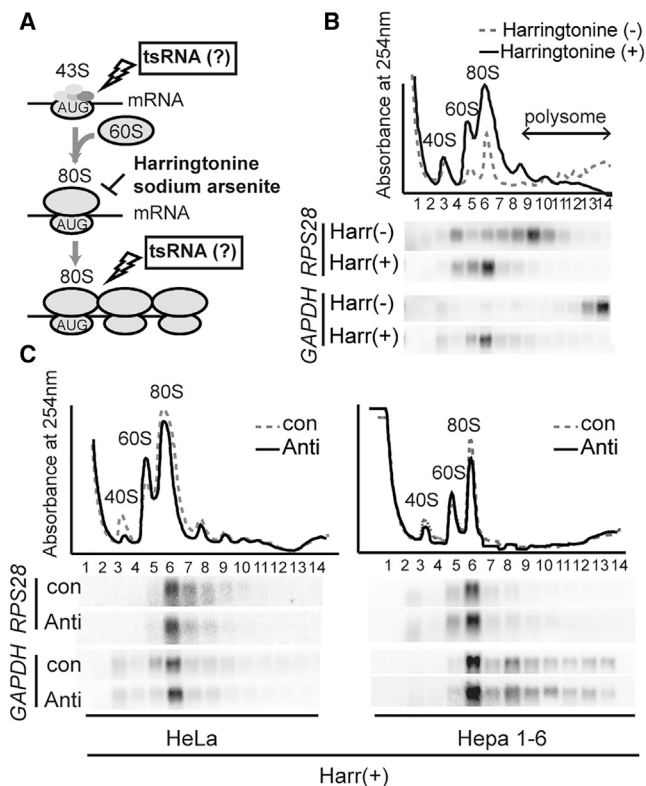 A
tsRNA (?)
43S
AUG
mRNA
60S
80S
Harringtonine
sodium arsenite
AUG
mRNA
tsRNA (?)
80S
AUG
B
Harringtonine (-)
Harringtonine (+)
Absorbance at 254nm
80S
60S
40S
polysome
1 2 3 4 5 6 7 8 9 10 11 12 13 14
RPS28
Harr(-)
Harr(+)
GAPDH
Harr(-)
Harr(+)
C
Absorbance at 254nm
80S
60S
40S
con
Anti
1 2 3 4 5 6 7 8 9 10 11 12 13 14
80S
60S
40S
con
Anti
1 2 3 4 5 6 7 8 9 10 11 12 13 14
RPS28
con
Anti
GAPDH
con
Anti
HeLa
Hepa 1-6
Harr(+)